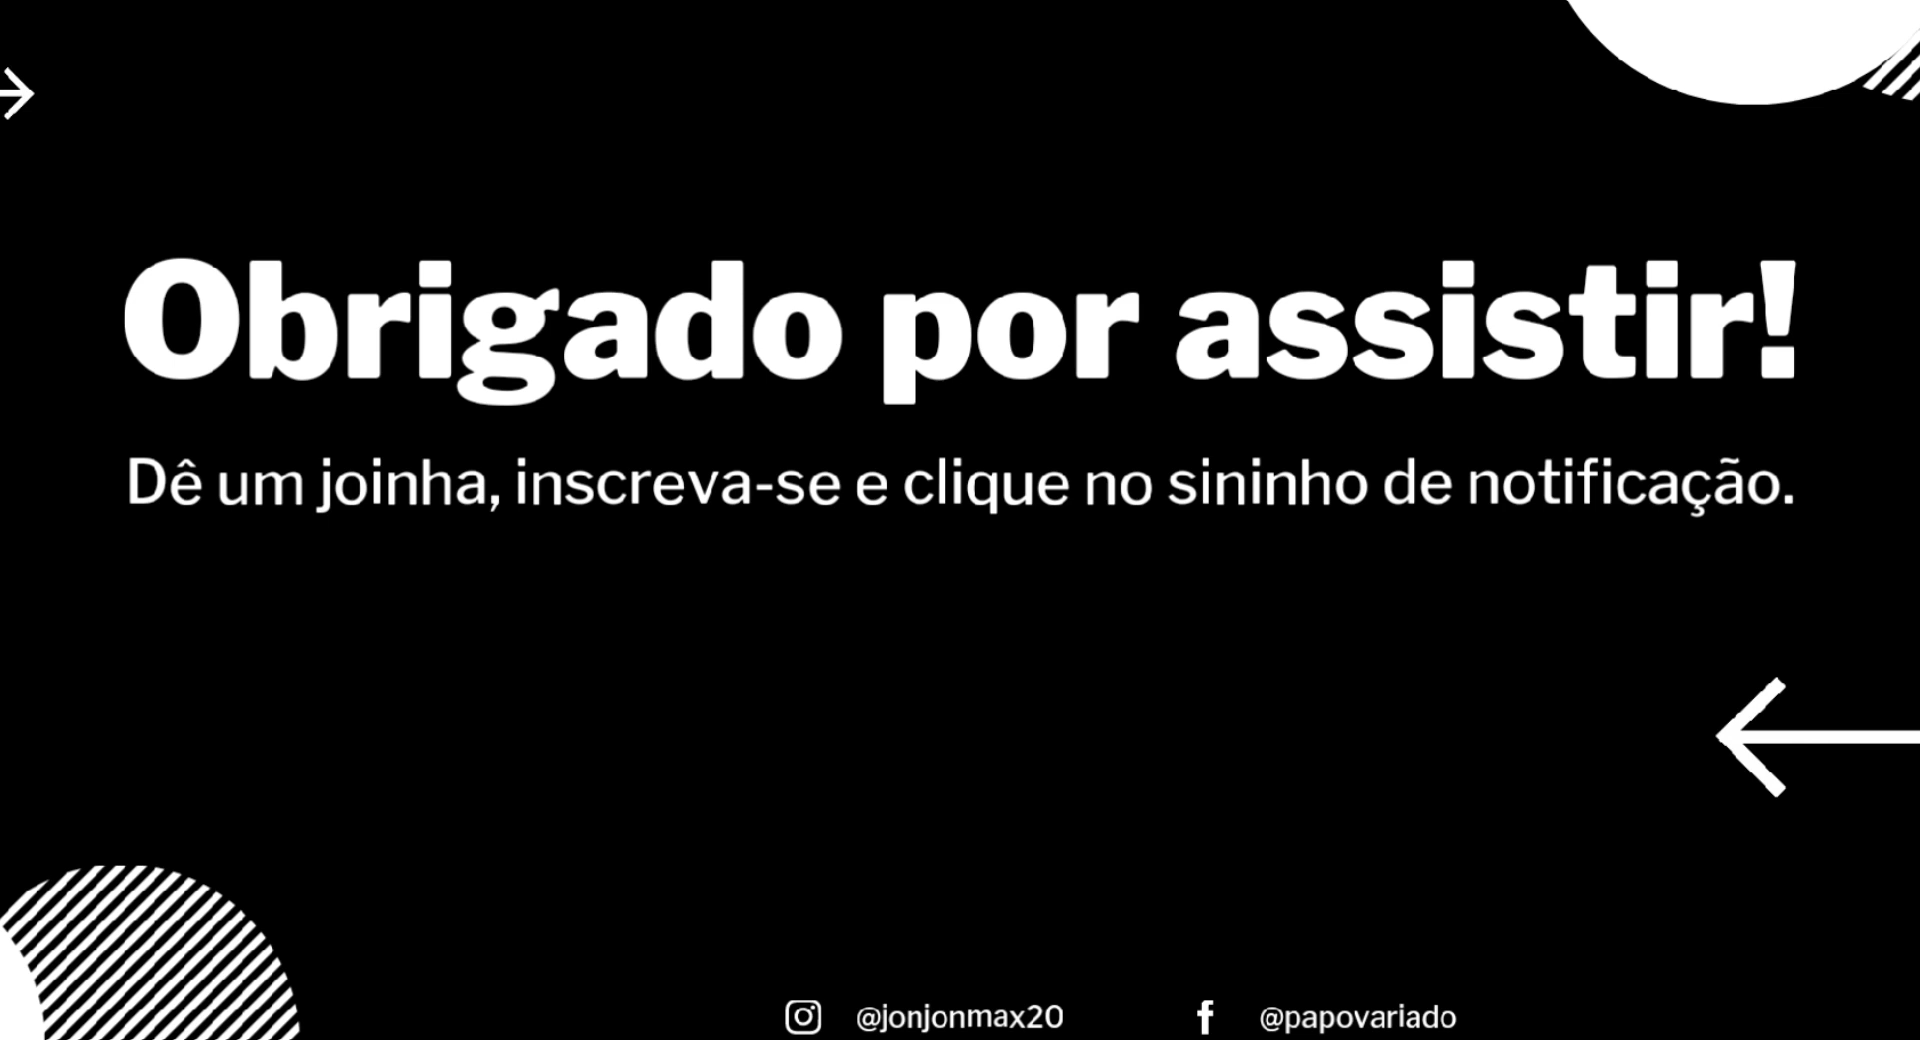 Obrigado por assistir!
Dê um joinha, inscreva-se e clique no sininho de notificação.
@jonjonmax20 @papovariado